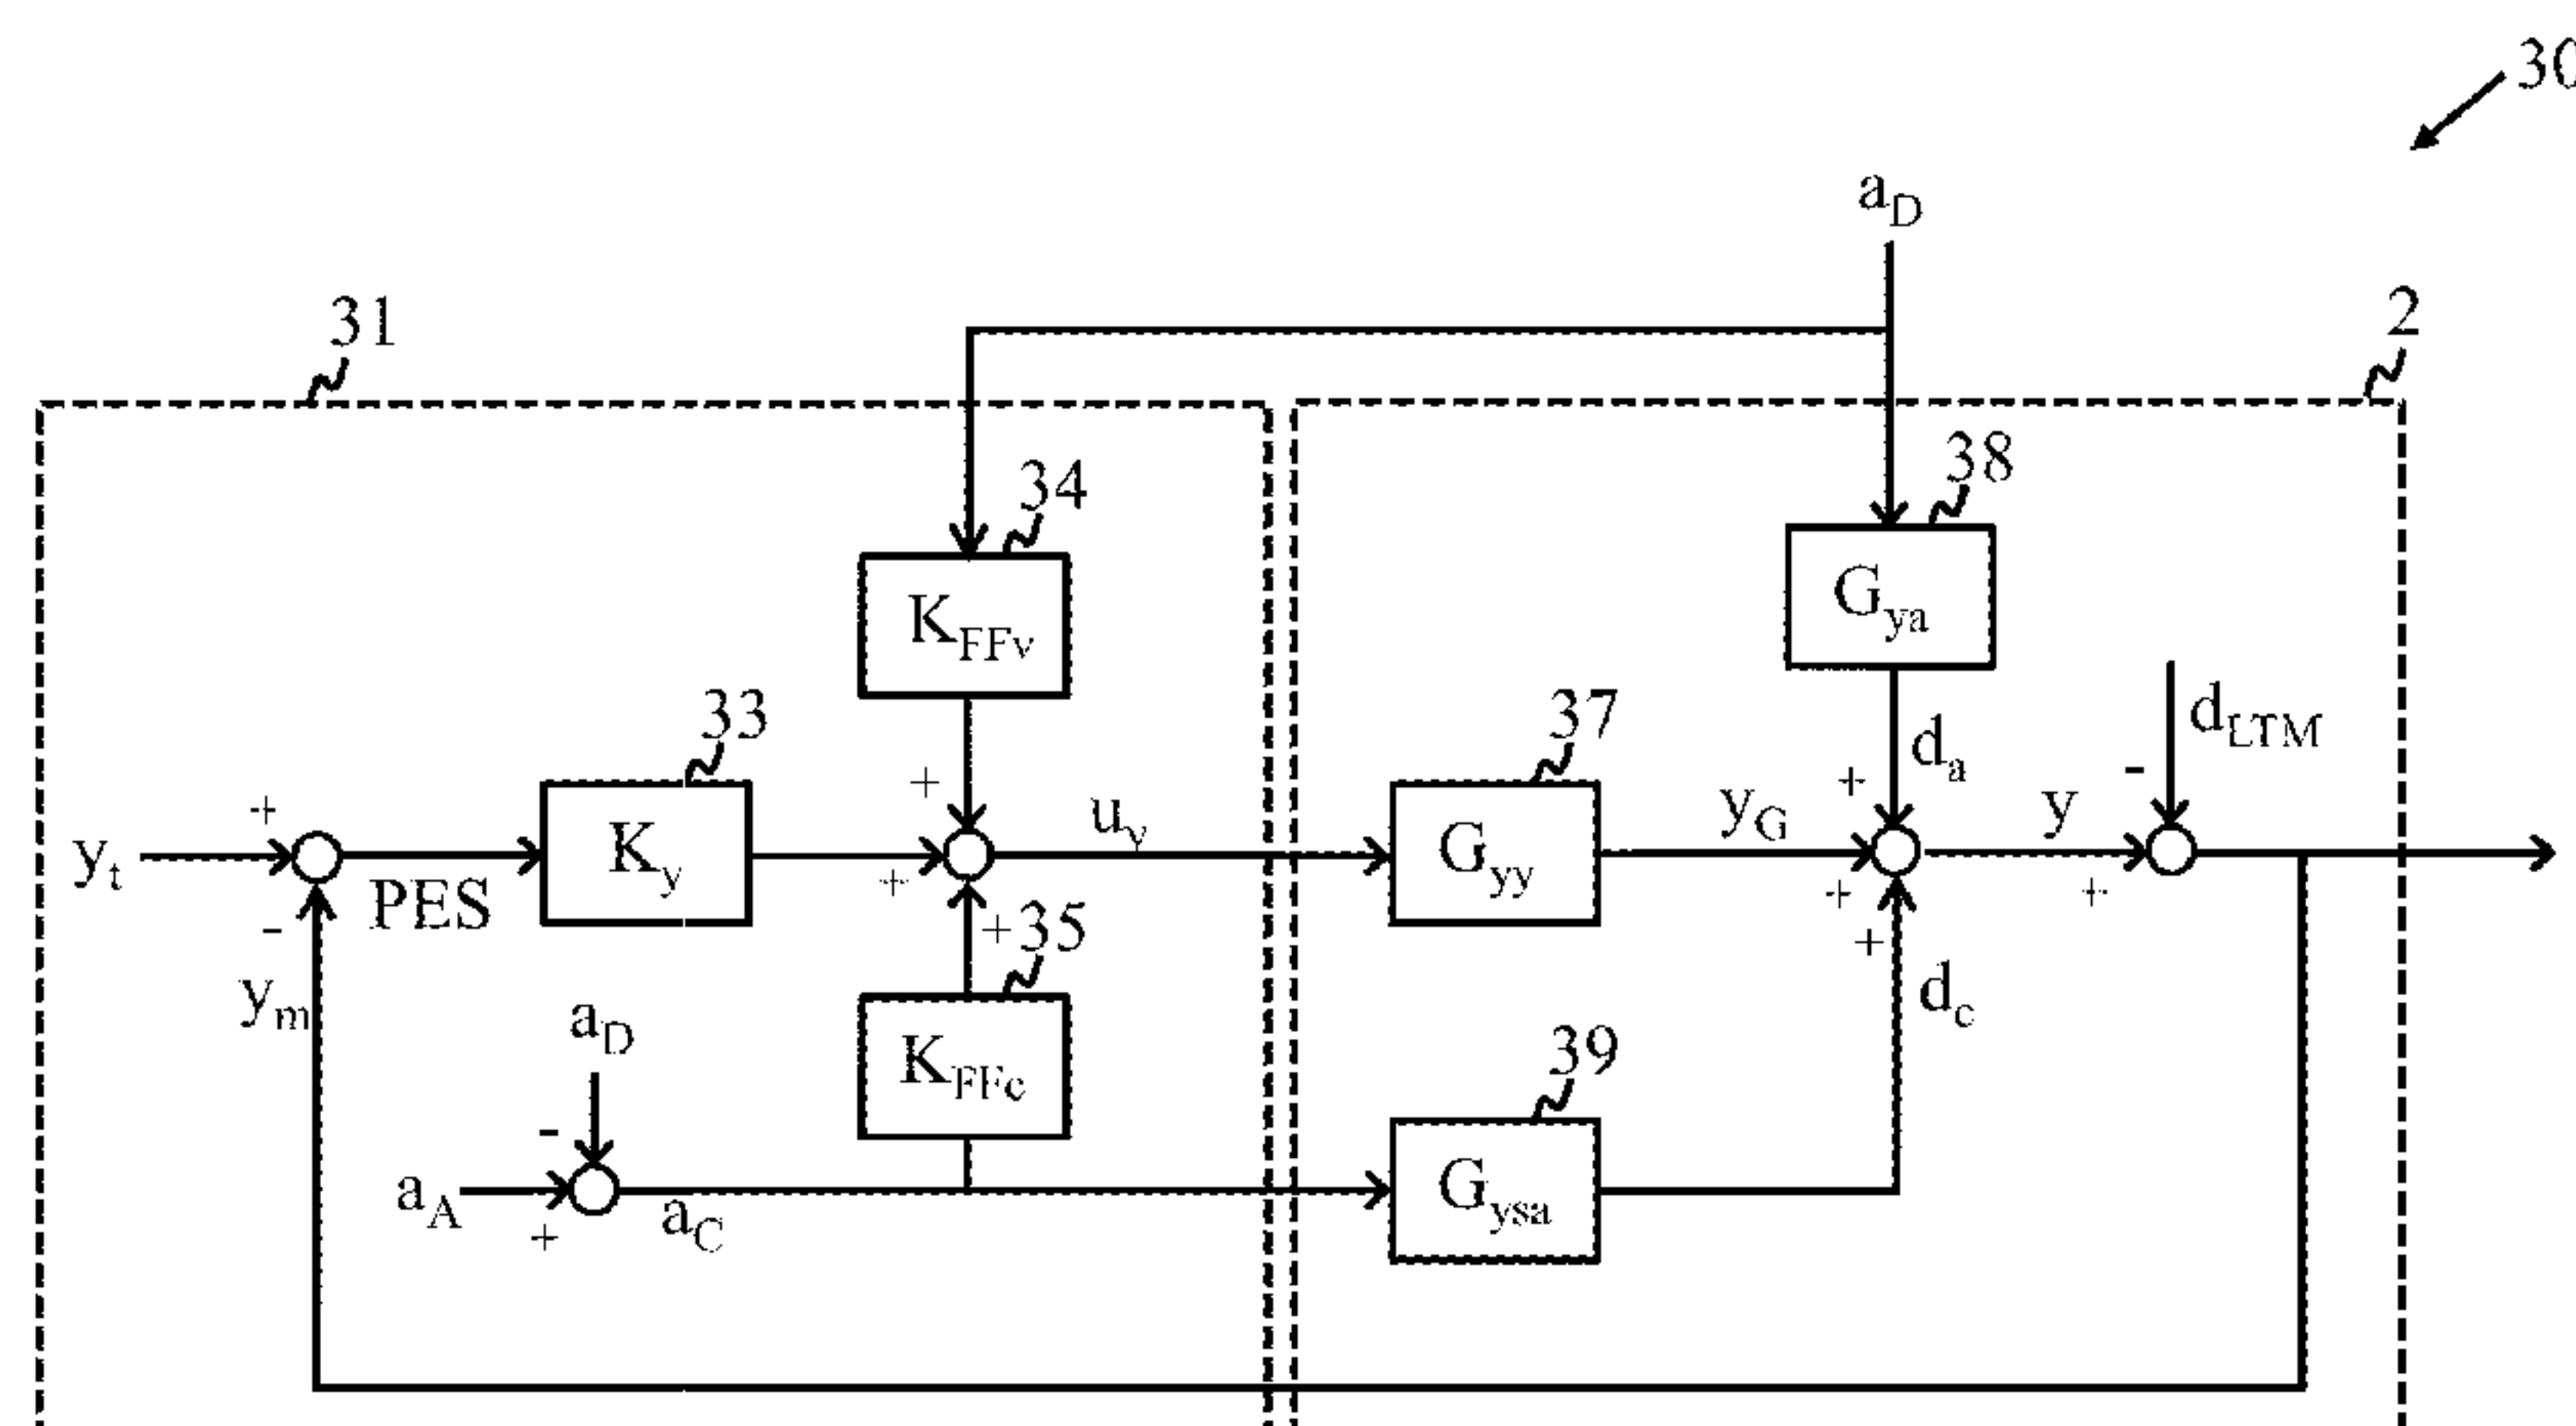 30
a_D
31
2
34
38
K_FFv
G_ya
33
37
d_LTM
d_a
+
+
+
-
y_t
K_y
u_y
G_yy
y_G
y
PES
+
+
+
-
+
35
+
y_m
a_D
K_FFc
d_c
39
-
a_A
a_C
G_ysa
+